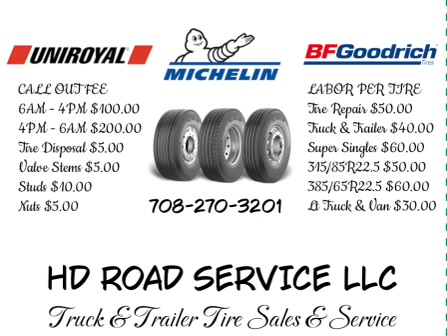 UNIROYAL
MICHELIN
BFGoodrich
Tires
CALL OUT FEE
6AM - 4PM $100.00
4PM - 6AM $200.00
Tire Disposal $5.00
Valve Stems $5.00
Studs $10.00
Nuts $5.00
LABOR PER TIRE
Tire Repair $50.00
Truck & Trailer $40.00
Super Singles $60.00
315/85R22.5 $50.00
385/65R22.5 $60.00
Lt Truck & Van $30.00
708-270-3201
HD ROAD SERVICE LLC
Truck & Trailer Tire Sales & Service